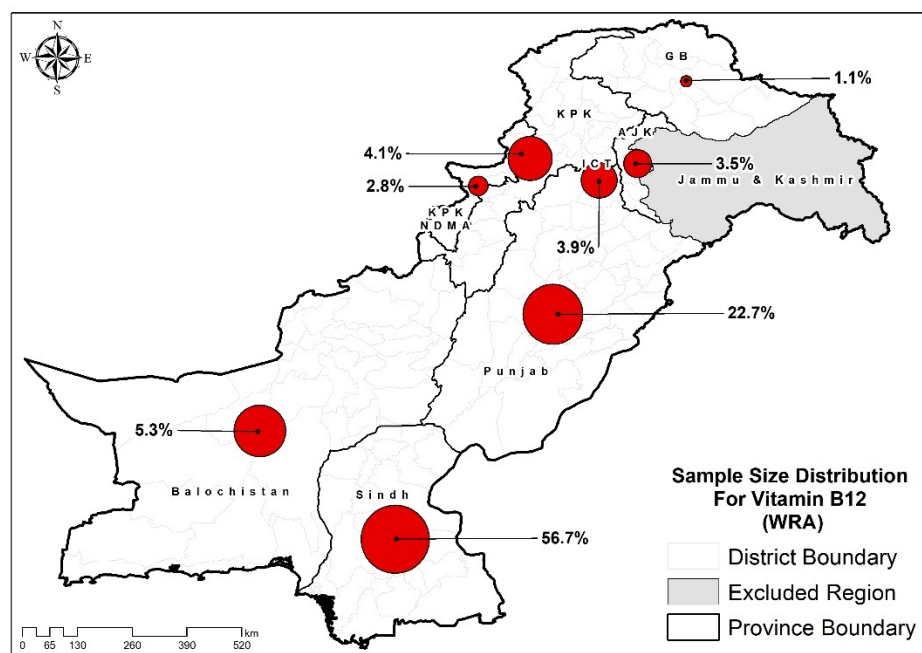 N
W E
S
G B
1.1%
K P K
A J K
4.1%
I C T
3.5%
Jammu & Kashmir
2.8%
K P K
N D M A
3.9%
22.7%
Punjab
5.3%
Balochistan
Sindh
56.7%
Sample Size Distribution
For Vitamin B12
(WRA)
District Boundary
Excluded Region
Province Boundary
km
0 65 130 260 390 520